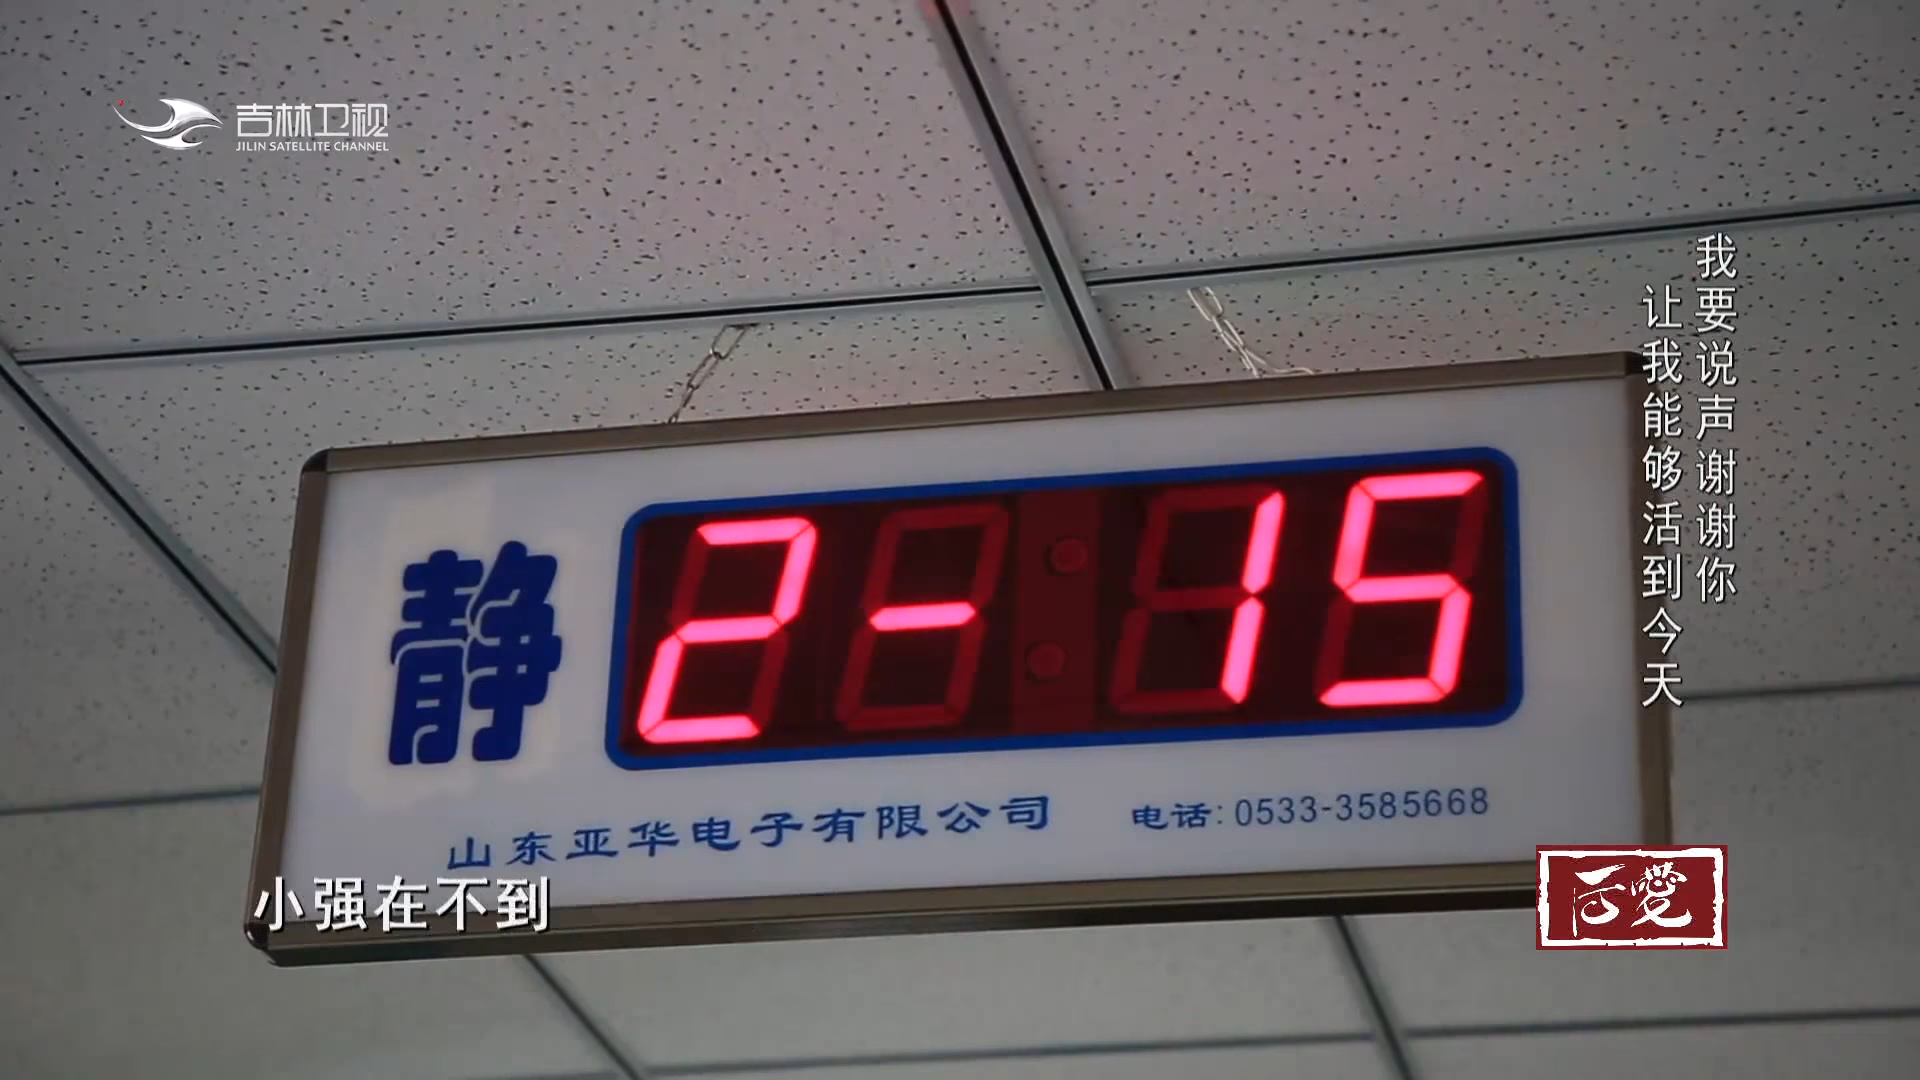 吉林卫视
JILIN SATELLITE CHANNEL
我要说声谢谢你
让我能够活到今天
静
2-15
山东亚华电子有限公司 电话:0533-3585668
小强在不到